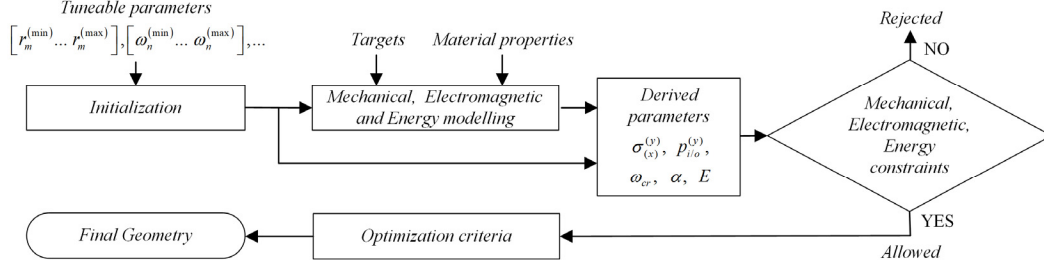 Tuneable parameters
[r_m^(min)... r_m^(max)],[ω_n^(min)... ω_n^(max)],...
Initialization
Targets
Material properties
Mechanical, Electromagnetic
and Energy modelling
Derived
parameters
σ_(x)^(y), p_i/o^(y),
ω_cr, α, E
Rejected
NO
Mechanical,
Electromagnetic,
Energy
constraints
YES
Allowed
Optimization criteria
Final Geometry